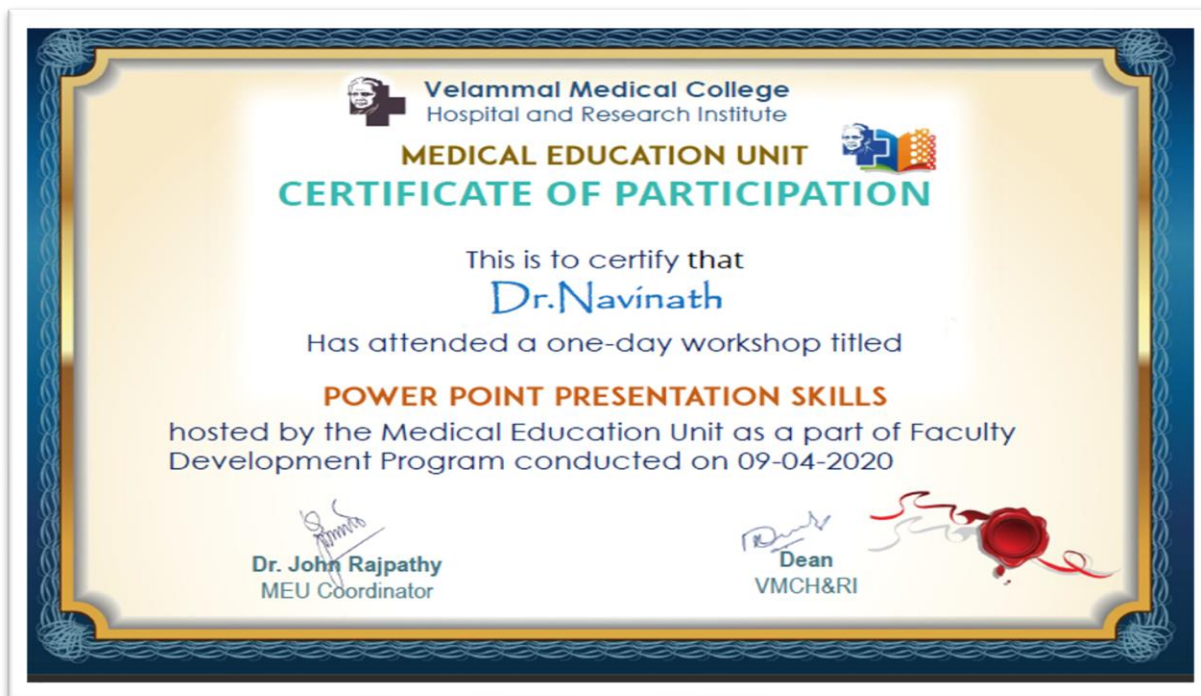 Velammal Medical College
Hospital and Research Institute
MEDICAL EDUCATION UNIT
CERTIFICATE OF PARTICIPATION
This is to certify that
Dr.Navinath
Has attended a one-day workshop titled
POWER POINT PRESENTATION SKILLS
hosted by the Medical Education Unit as a part of Faculty
Development Program conducted on 09-04-2020
Dr. John Rajpathy
MEU Coordinator
Dean
VMCH&RI